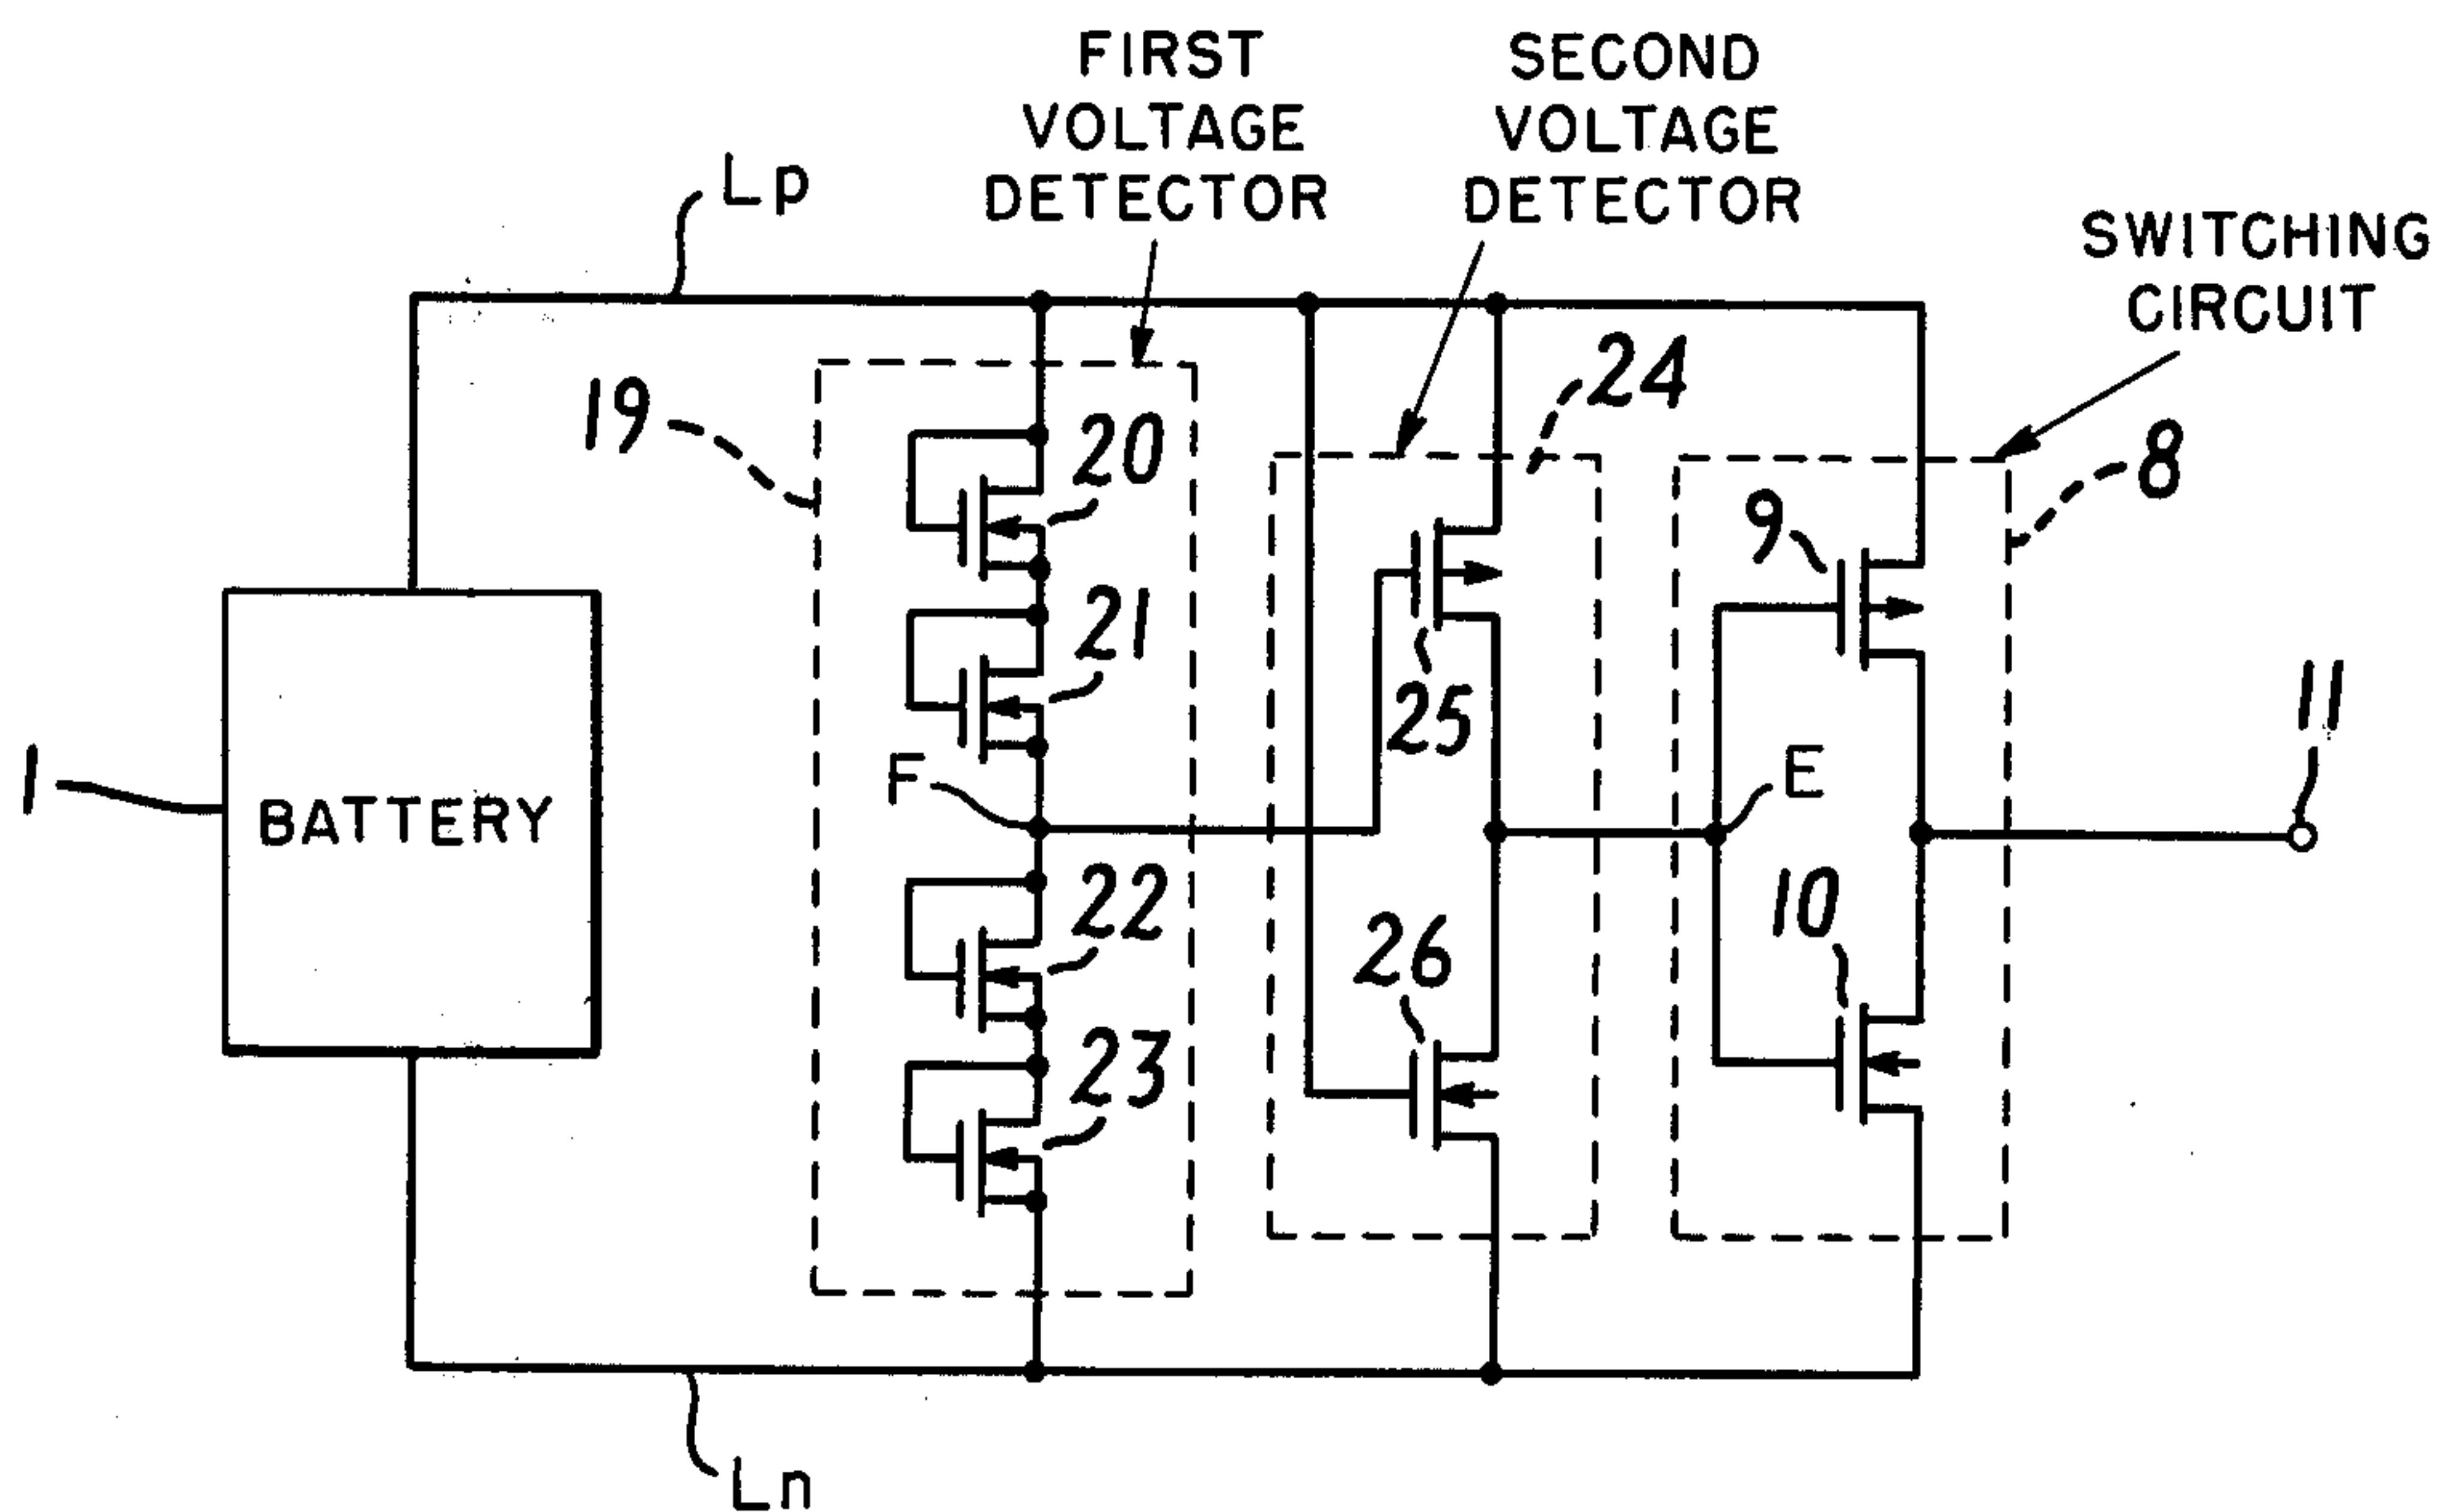 FIRST
VOLTAGE
DETECTOR
SECOND
VOLTAGE
DETECTOR
SWITCHING
CIRCUIT
Lp
19
20
24
8
9
21
25
11
1
BATTERY
F
E
22
10
26
23
Ln